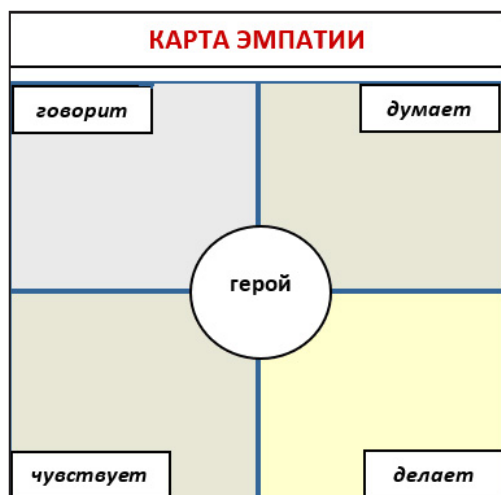 КАРТА ЭМПАТИИ
говорит
думает
герой
чувствует
делает